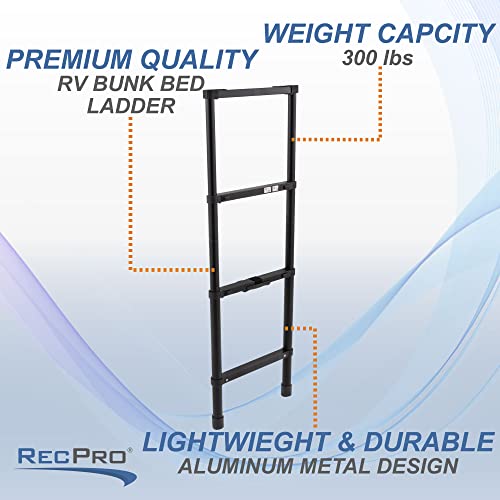 WEIGHT CAPCITY
300 lbs
PREMIUM QUALITY
RV BUNK BED
LADDER
LIGHTWIEGHT & DURABLE
ALUMINUM METAL DESIGN
RECPRO®